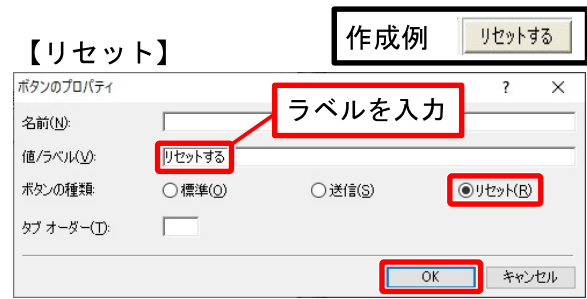 作成例 リセットする
【リセット】
ボタンのプロパティ ? ×
ラベルを入力
名前(N):
値/ラベル(V): リセットする
ボタンの種類: 標準(O) 送信(S) リセット(R)
タブ オーダー(T):
OK キャンセル